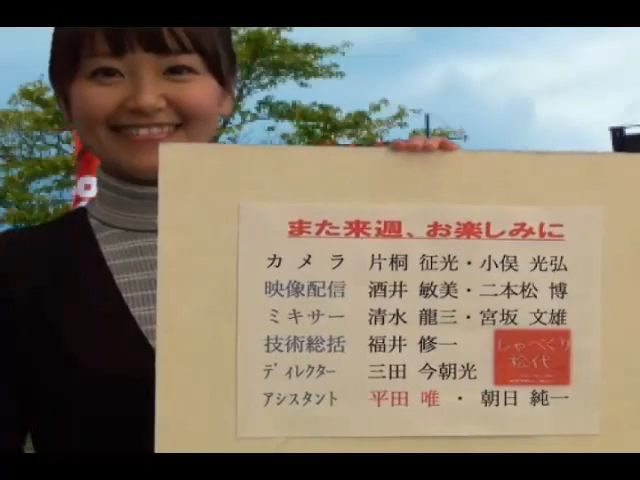 また来週、お楽しみに
カメラ 片桐 征光・小俣 光弘
映像配信 酒井 敏美・二本松 博
ミキサー 清水 龍三・宮坂 文雄
技術総括 福井 修一
ディレクター 三田 今朝光
アシスタント 平田 唯 ・ 朝日 純一
しゃべくり
松代